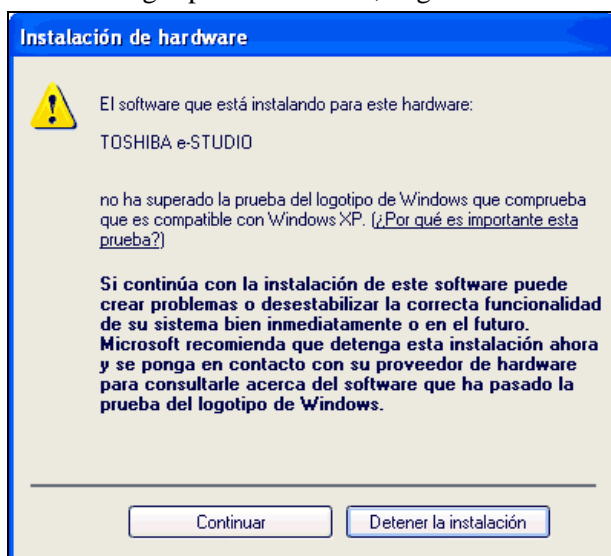 Instalación de hardware
El software que está instalando para este hardware:
TOSHIBA e-STUDIO
no ha superado la prueba del logotipo de Windows que comprueba
que es compatible con Windows XP. (¿Por qué es importante esta
prueba?)
Si continúa con la instalación de este software puede
crear problemas o desestabilizar la correcta funcionalidad
de su sistema bien inmediatamente o en el futuro.
Microsoft recomienda que detenga esta instalación ahora
y se ponga en contacto con su proveedor de hardware
para consultarle acerca del software que ha pasado la
prueba del logotipo de Windows.
Continuar Detener la instalación